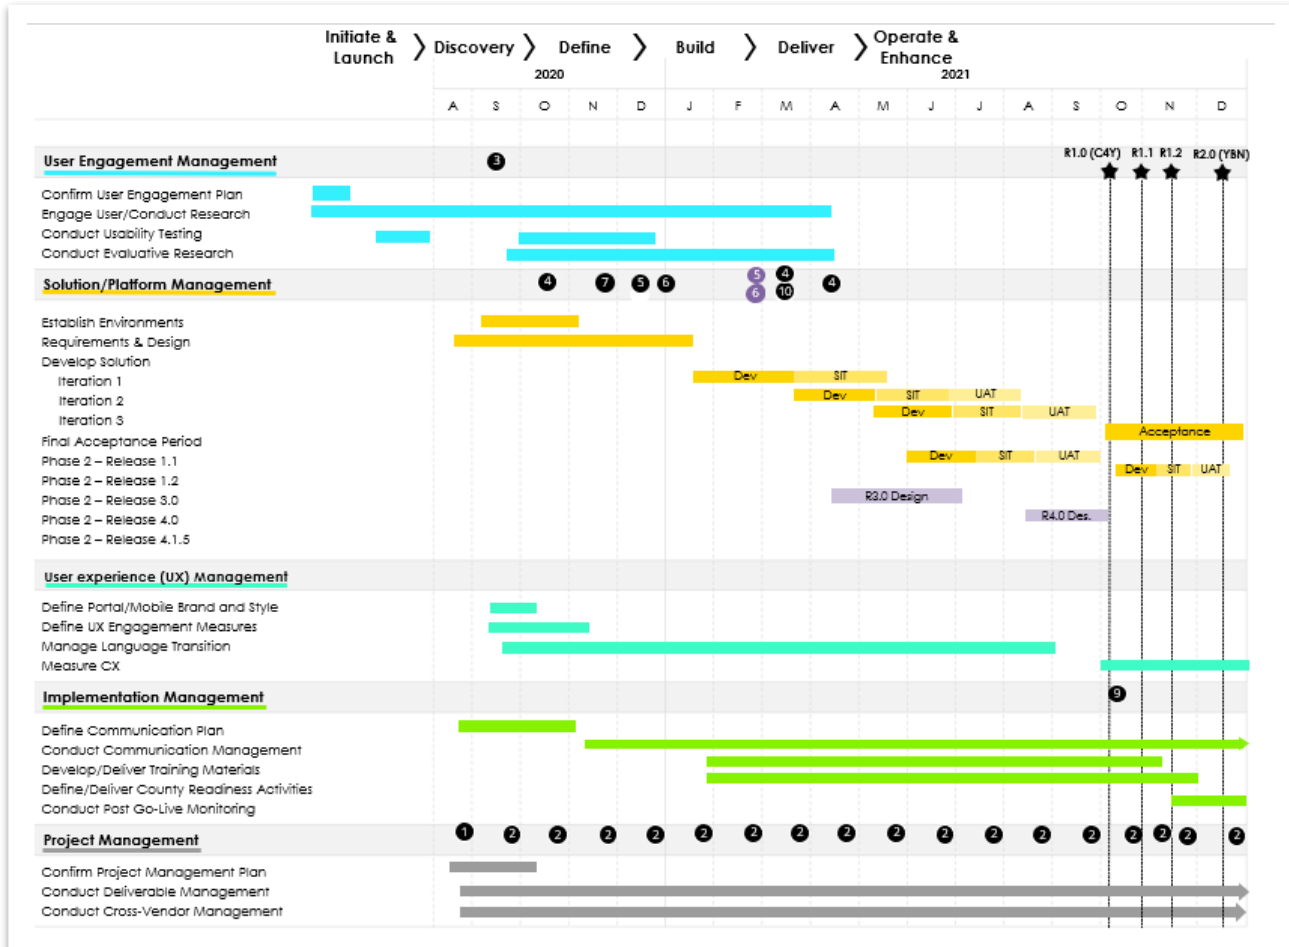 Initiate & Launch > Discovery > Define > Build > Deliver > Operate & Enhance
2020 2021
A S O N D J F M A M J J A S O N D
R1.0 (C4Y) R1.1 R1.2 R2.0 (YBN)
User Engagement Management 3
Confirm User Engagement Plan
Engage User/Conduct Research
Conduct Usability Testing
Conduct Evaluative Research
Solution/Platform Management 4 7 5 6 5 6 4 10 4
Establish Environments
Requirements & Design
Develop Solution
Iteration 1 Dev SIT
Iteration 2 Dev SIT UAT
Iteration 3 Dev SIT UAT
Final Acceptance Period Acceptance
Phase 2 – Release 1.1 Dev SIT UAT
Phase 2 – Release 1.2 Dev SIT UAT
Phase 2 – Release 3.0 R3.0 Design
Phase 2 – Release 4.0 R4.0 Des.
Phase 2 – Release 4.1.5
User experience (UX) Management
Define Portal/Mobile Brand and Style
Define UX Engagement Measures
Manage Language Transition
Measure CX
Implementation Management 9
Define Communication Plan
Conduct Communication Management
Develop/Deliver Training Materials
Define/Deliver County Readiness Activities
Conduct Post Go-Live Monitoring
Project Management 1 2 2 2 2 2 2 2 2 2 2 2 2 2 2 2 2 2
Confirm Project Management Plan
Conduct Deliverable Management
Conduct Cross-Vendor Management